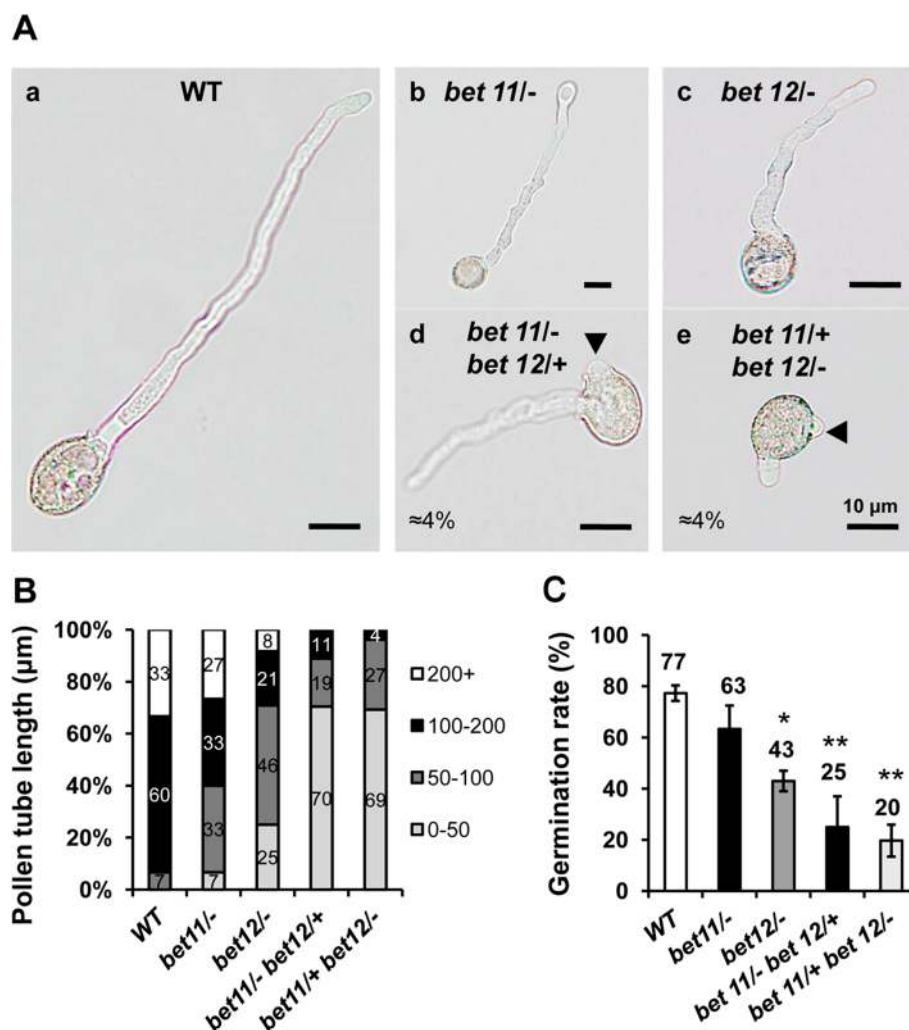 A
a WT
b bet 11/-
c bet 12/-
d bet 11/-
bet 12/+
≈4%
e bet 11/+
bet 12/-
≈4%
10 µm
B
Pollen tube length (µm)
100%
80%
60%
40%
20%
0%
33
60
7
27
33
33
7
8
21
46
25
11
19
70
4
27
69
WT
bet11/-
bet12/-
bet11/- bet12/+
bet11/+ bet12/-
200+
100-200
50-100
0-50
C
Germination rate (%)
100
80
60
40
20
0
77
63
*
43
**
25
**
20
WT
bet11/-
bet12/-
bet 11/- bet 12/+
bet 11/+ bet 12/-